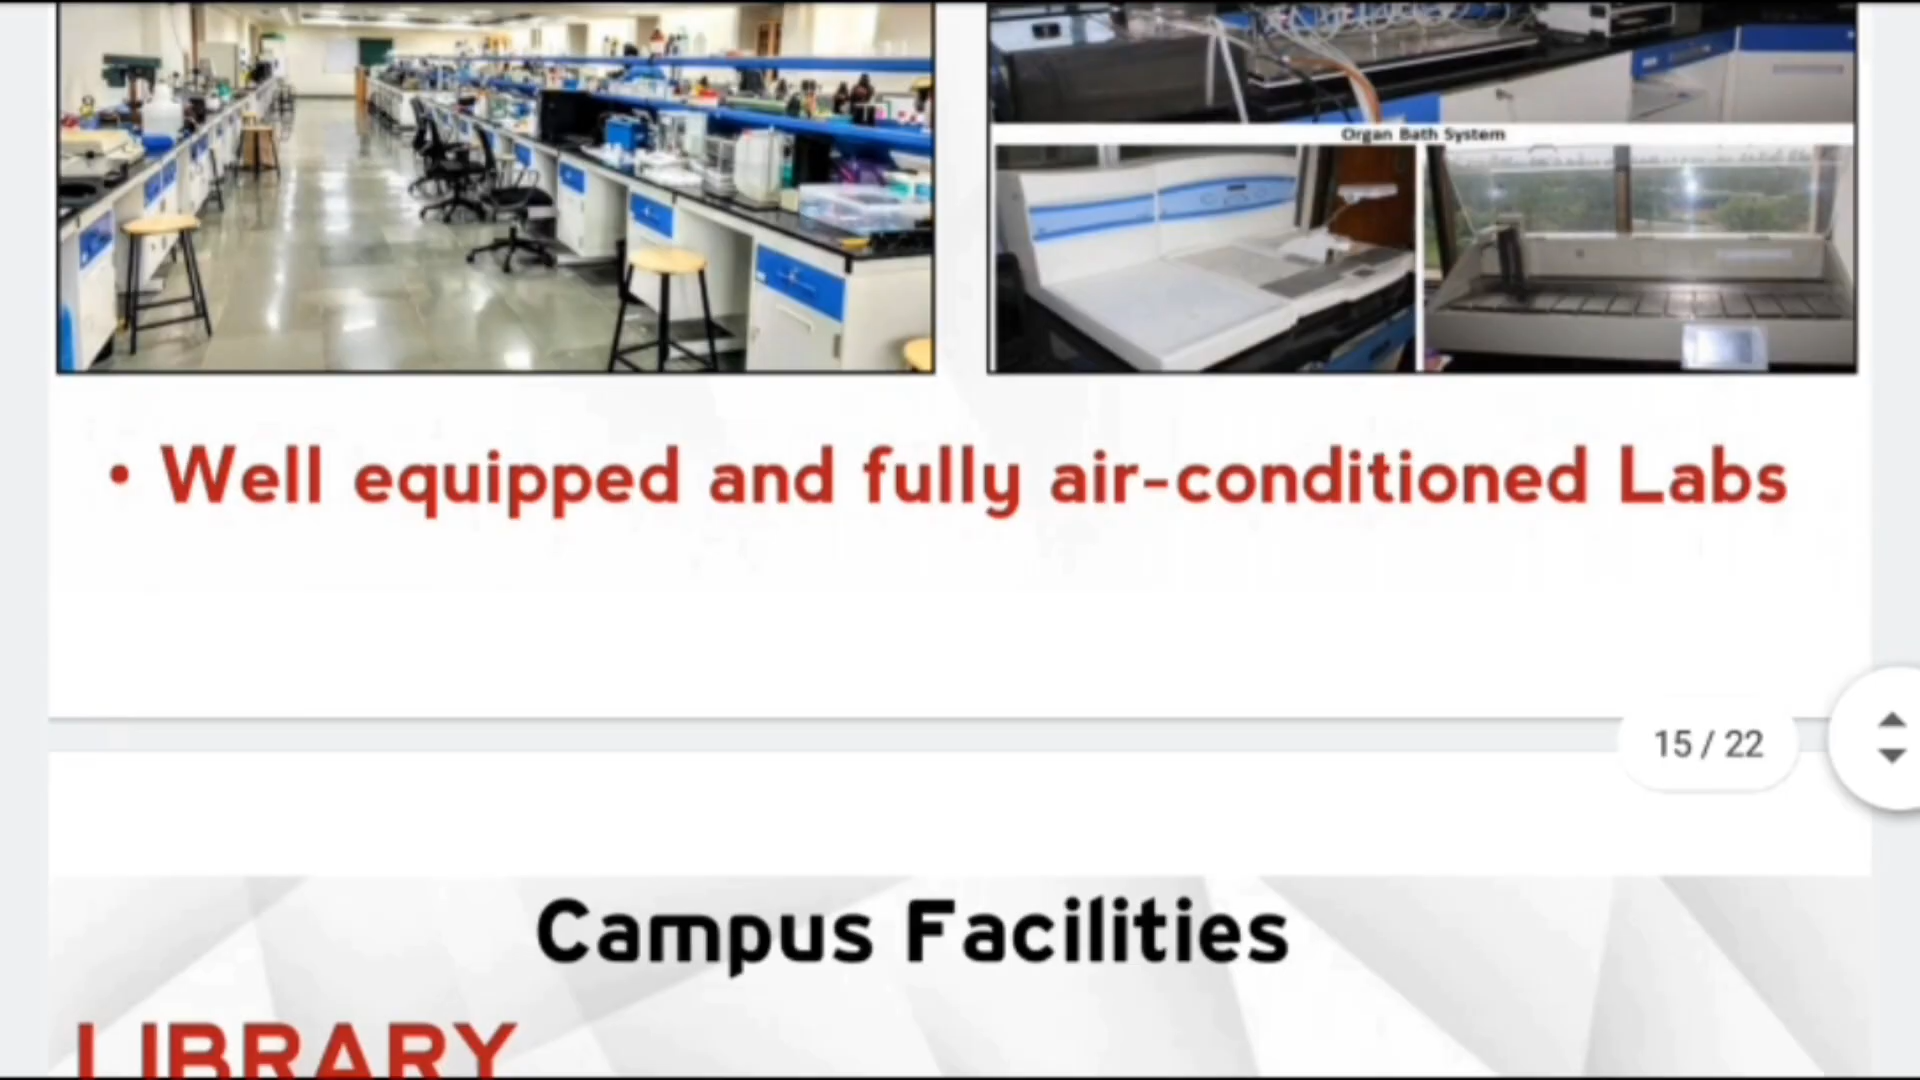 Organ Bath System
• Well equipped and fully air-conditioned Labs
15 / 22
Campus Facilities
LIBRARY